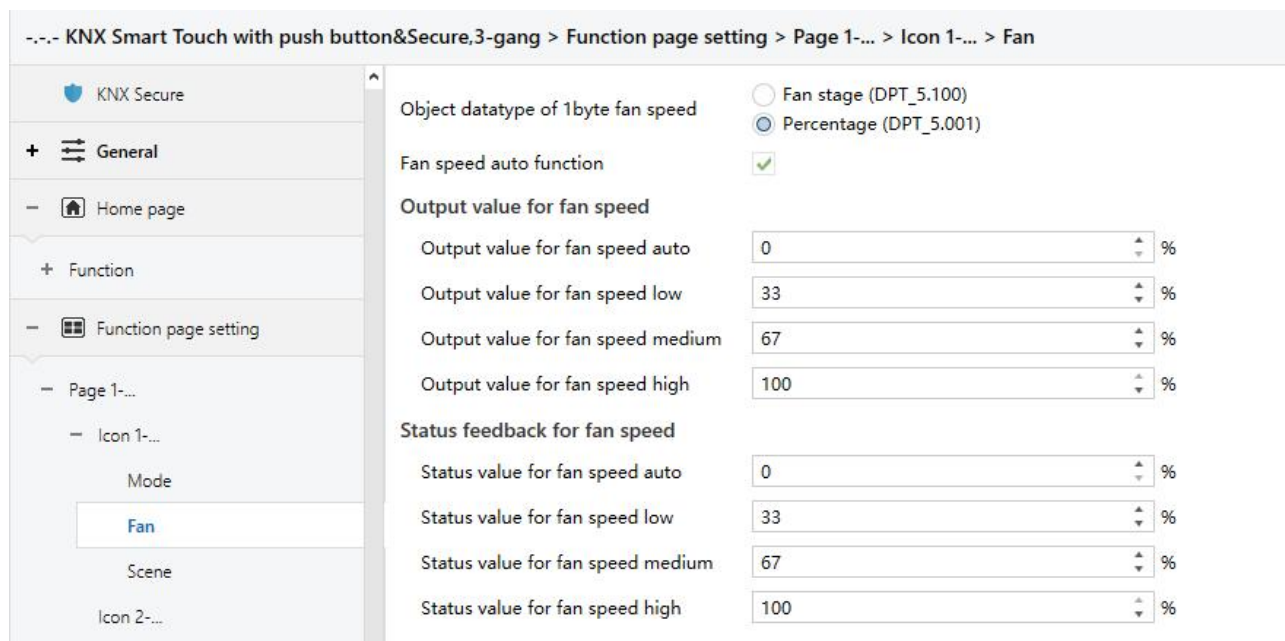 -.-.- KNX Smart Touch with push button&Secure,3-gang > Function page setting > Page 1-... > Icon 1-... > Fan
KNX Secure
+ General
− Home page
+ Function
− Function page setting
− Page 1-...
− Icon 1-...
Mode
Fan
Scene
Icon 2-...
Object datatype of 1byte fan speed
Fan stage (DPT_5.100)
Percentage (DPT_5.001)
Fan speed auto function
Output value for fan speed
Output value for fan speed auto 0 %
Output value for fan speed low 33 %
Output value for fan speed medium 67 %
Output value for fan speed high 100 %
Status feedback for fan speed
Status value for fan speed auto 0 %
Status value for fan speed low 33 %
Status value for fan speed medium 67 %
Status value for fan speed high 100 %